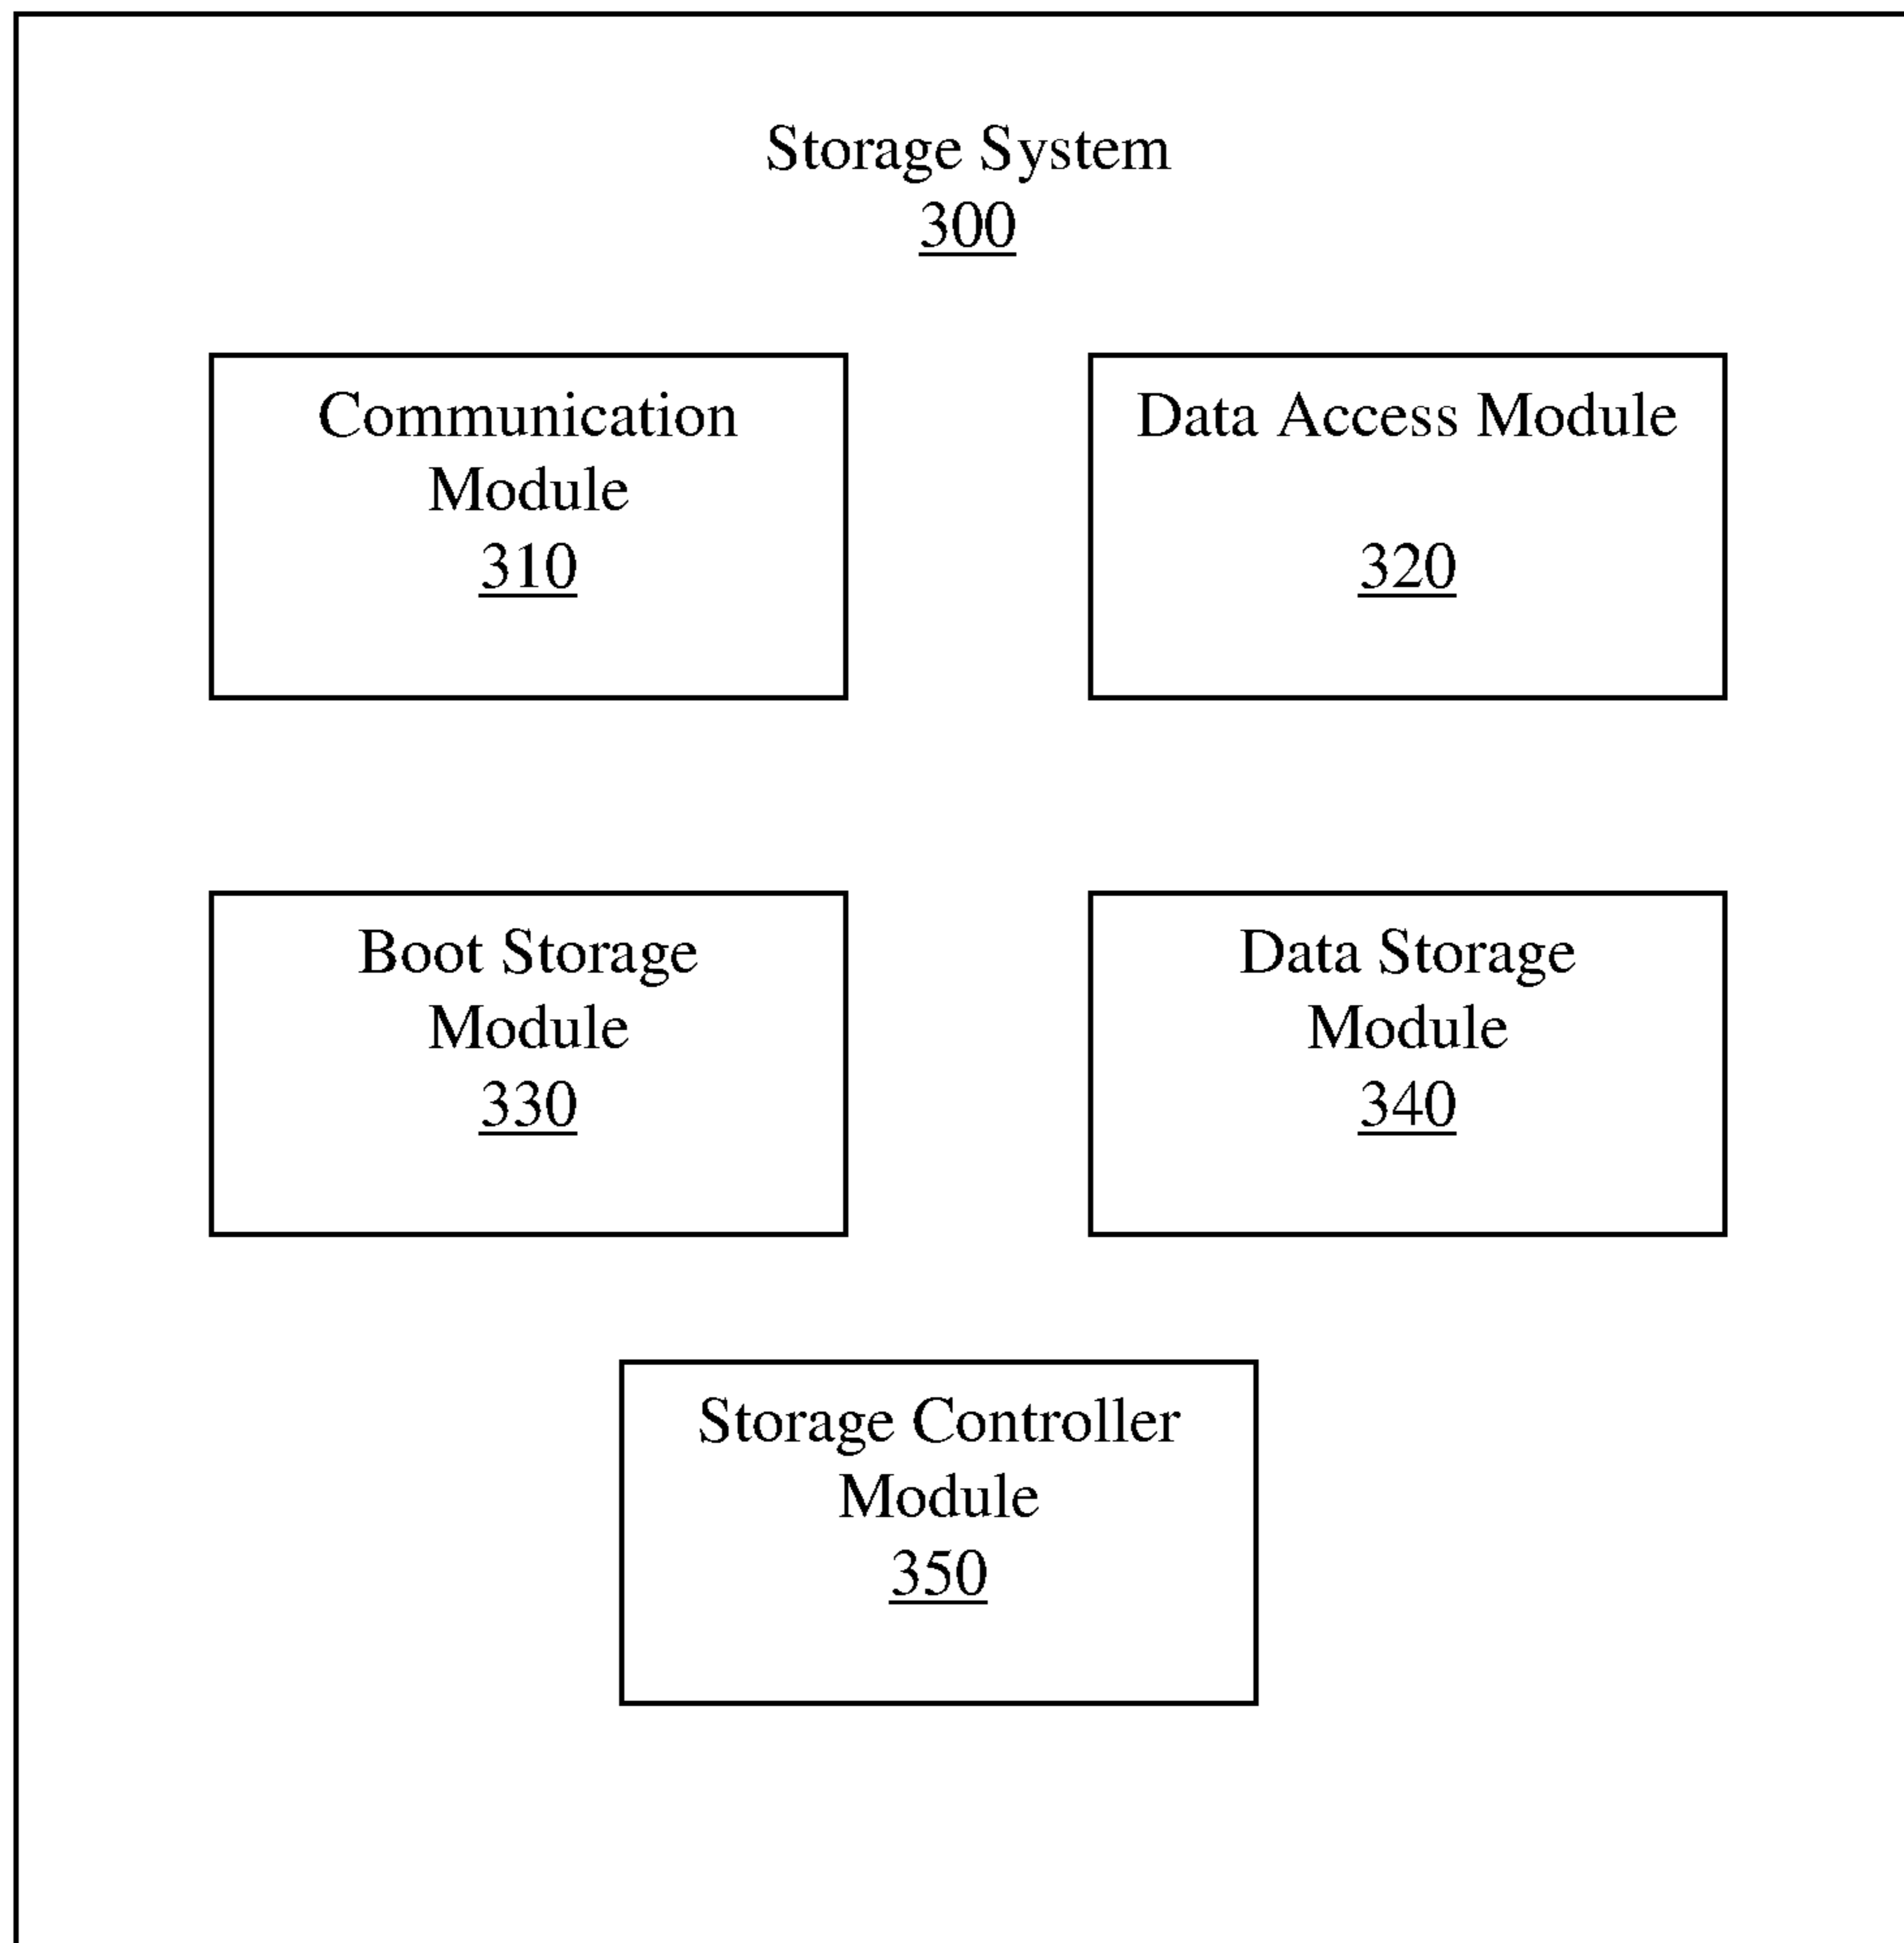 Storage System
300
Communication
Module
310
Data Access Module
320
Boot Storage
Module
330
Data Storage
Module
340
Storage Controller
Module
350